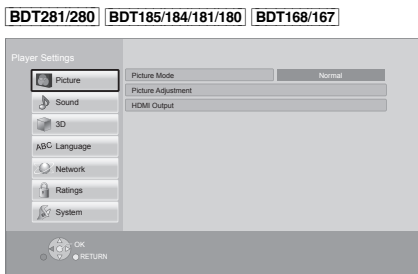 BDT281/280 BDT185/184/181/180 BDT168/167
Player Settings
Picture
Sound
3D
ABC Language
Network
Ratings
System
Picture Mode Normal
Picture Adjustment
HDMI Output
OK
RETURN